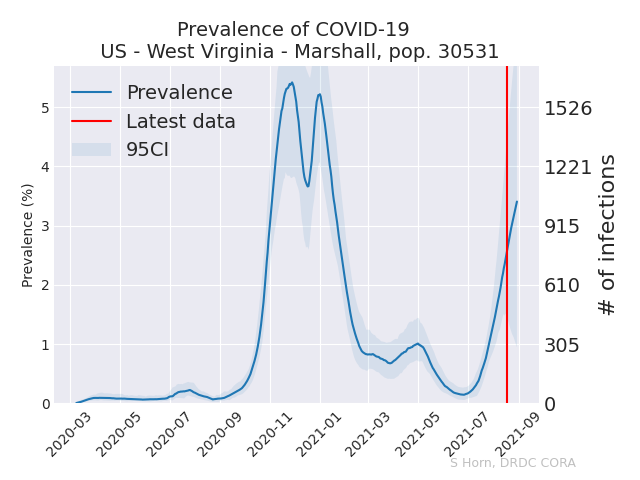 Prevalence of COVID-19
US - West Virginia - Marshall, pop. 30531
Prevalence
Latest data
95CI
Prevalence (%)
5
4
3
2
1
0
1526
1221
915
610
305
0
# of infections
2020-03
2020-05
2020-07
2020-09
2020-11
2021-01
2021-03
2021-05
2021-07
2021-09
S Horn, DRDC CORA